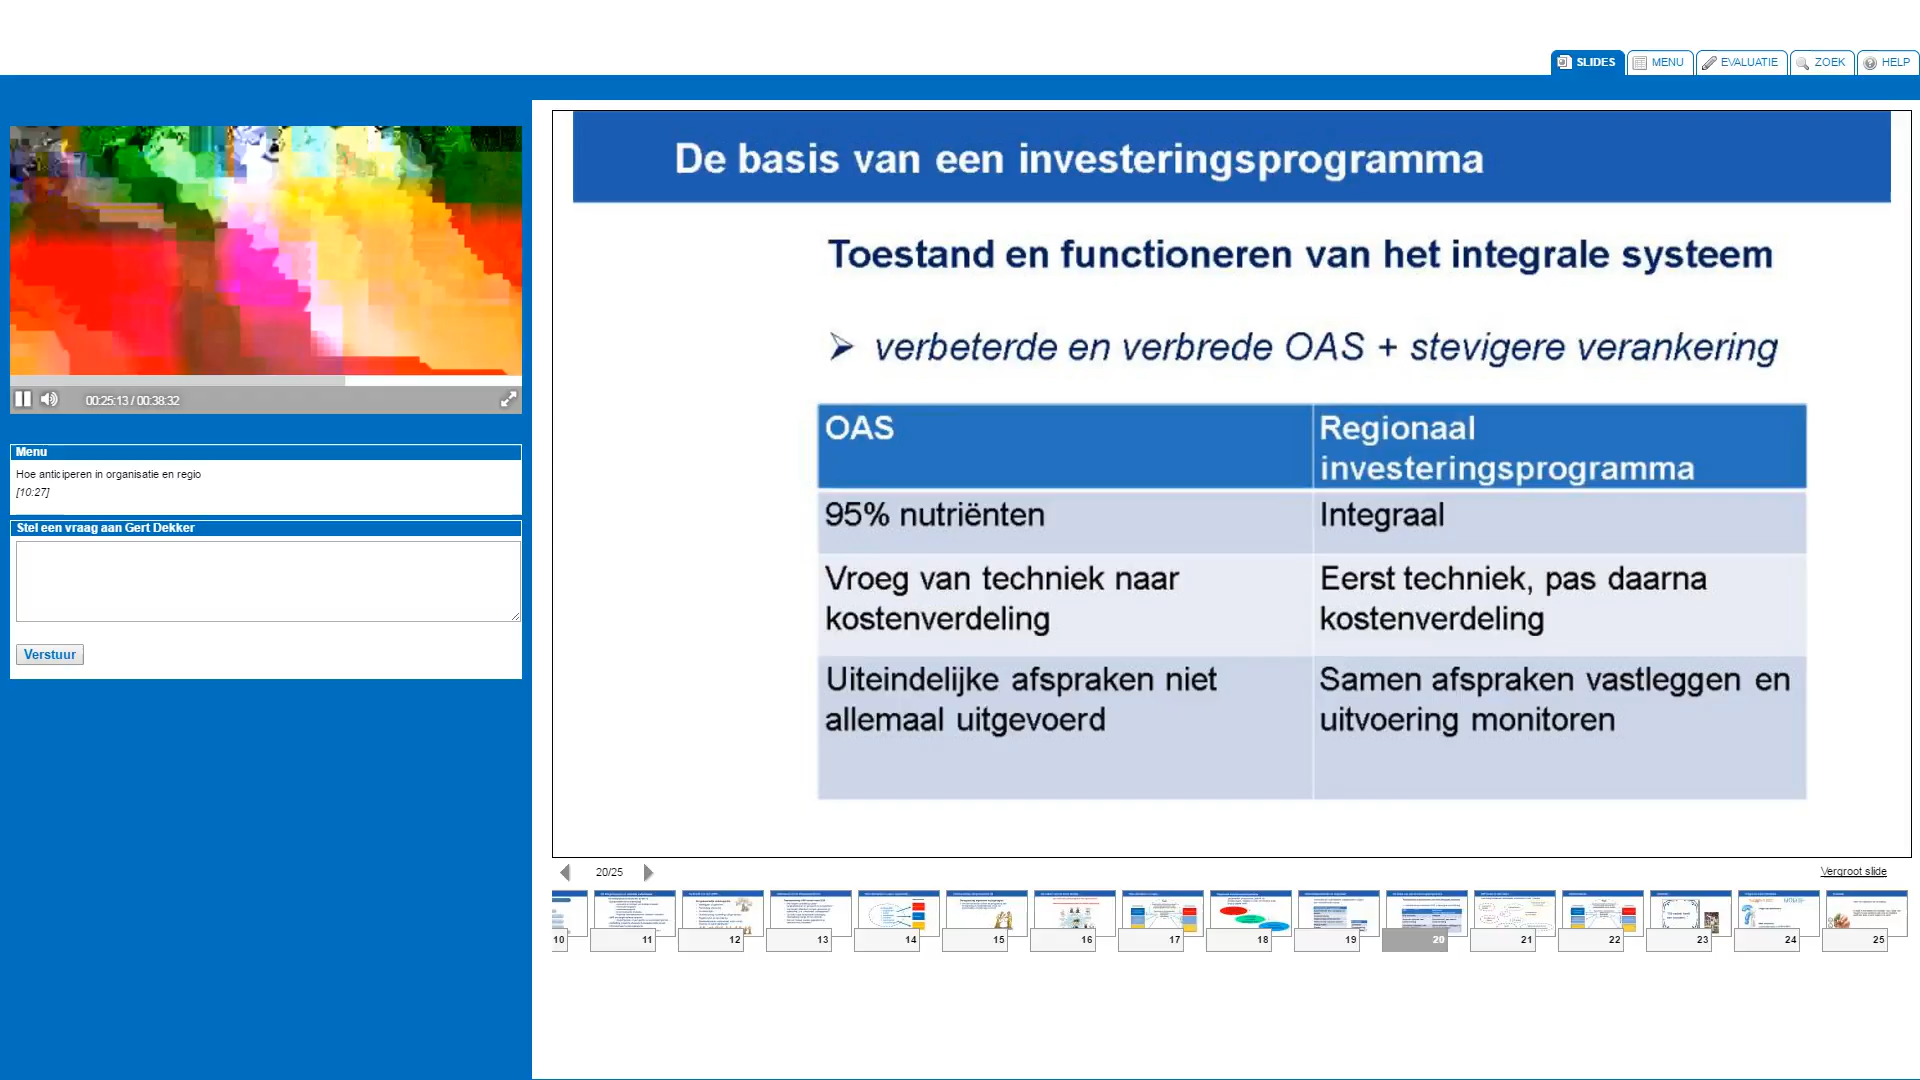 SLIDES
MENU
EVALUATIE
ZOEK
HELP
00:25:13 / 00:38:32
Menu
Hoe anticiperen in organisatie en regio
[10:27]
Stel een vraag aan Gert Dekker
Verstuur
De basis van een investeringsprogramma
Toestand en functioneren van het integrale systeem
verbeterde en verbrede OAS + stevigere verankering
OAS
Regionaal
investeringsprogramma
95% nutriënten
Integraal
Vroeg van techniek naar
kostenverdeling
Eerst techniek, pas daarna
kostenverdeling
Uiteindelijke afspraken niet
allemaal uitgevoerd
Samen afspraken vastleggen en
uitvoering monitoren
20/25
Vergroot slide
10
11
12
13
14
15
16
17
18
19
20
21
22
23
24
25